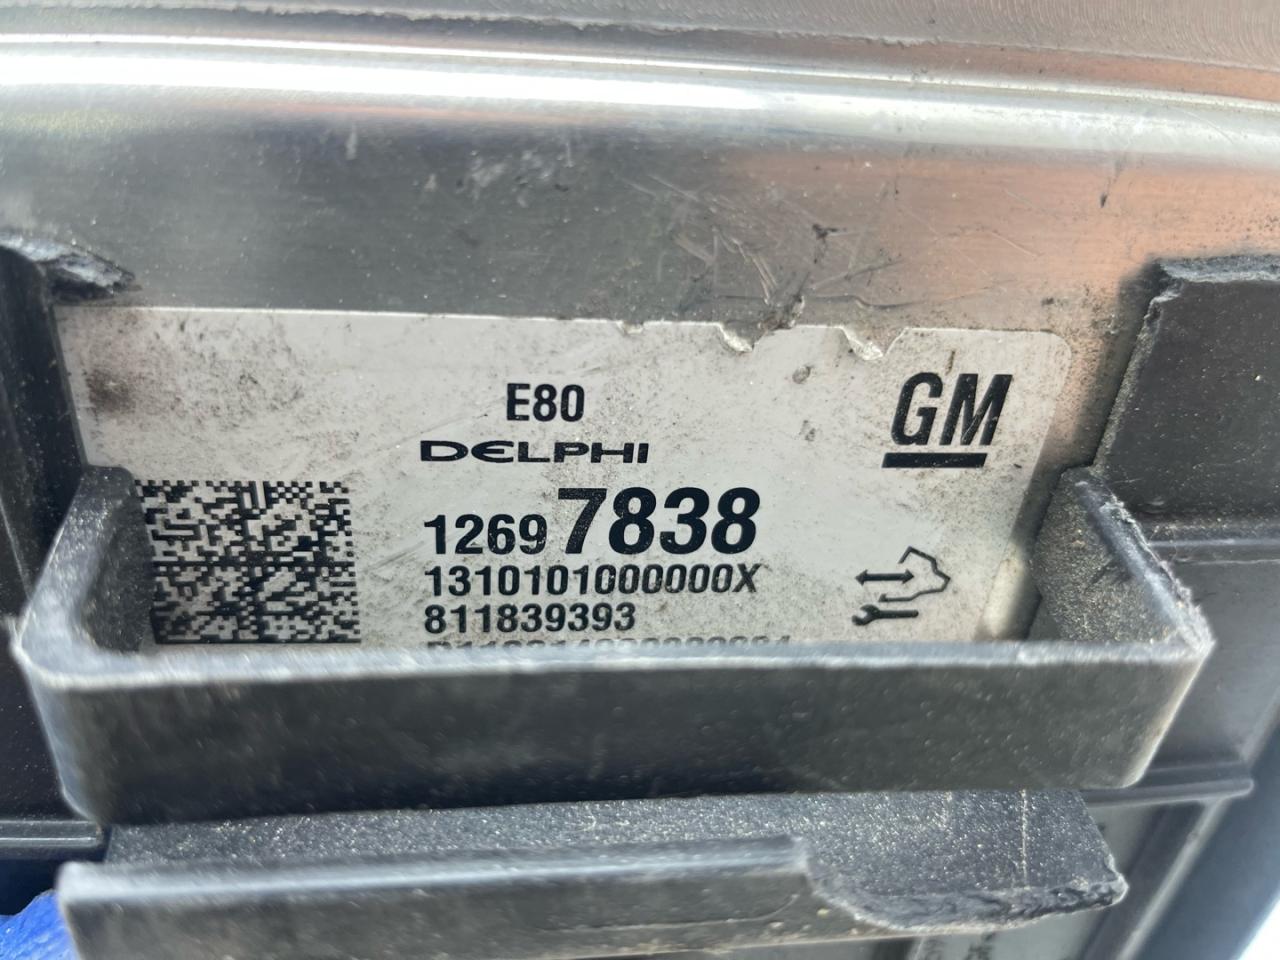 E80
GM
DELPHI
12697838
1310101000000X
811839393